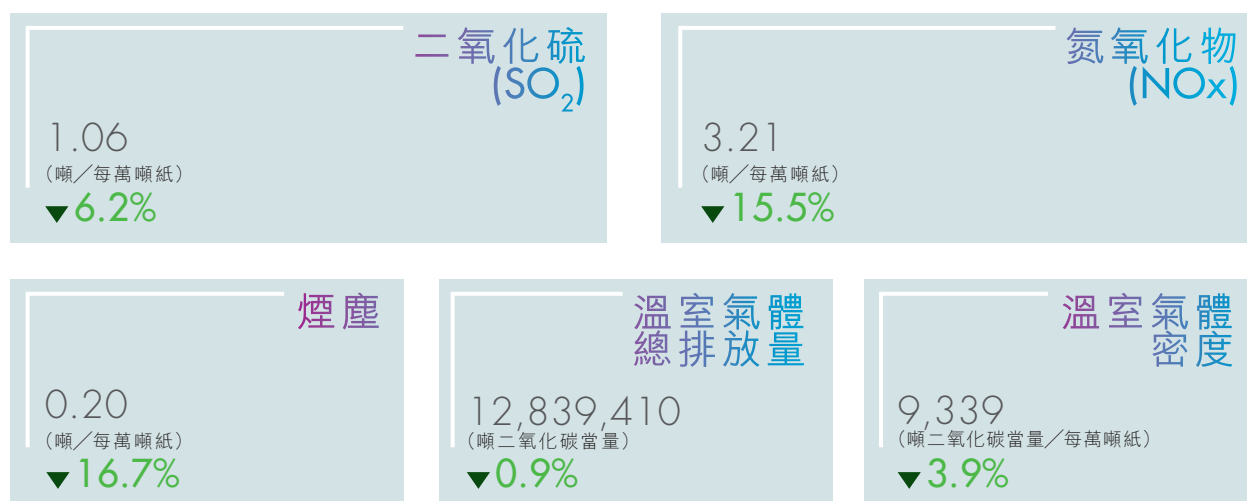 二氧化硫
(SO₂)
1.06
（噸／每萬噸紙）
▼6.2%
氮氧化物
(NOx)
3.21
（噸／每萬噸紙）
▼15.5%
煙塵
0.20
（噸／每萬噸紙）
▼16.7%
溫室氣體
總排放量
12,839,410
（噸二氧化碳當量）
▼0.9%
溫室氣體
密度
9,339
（噸二氧化碳當量／每萬噸紙）
▼3.9%